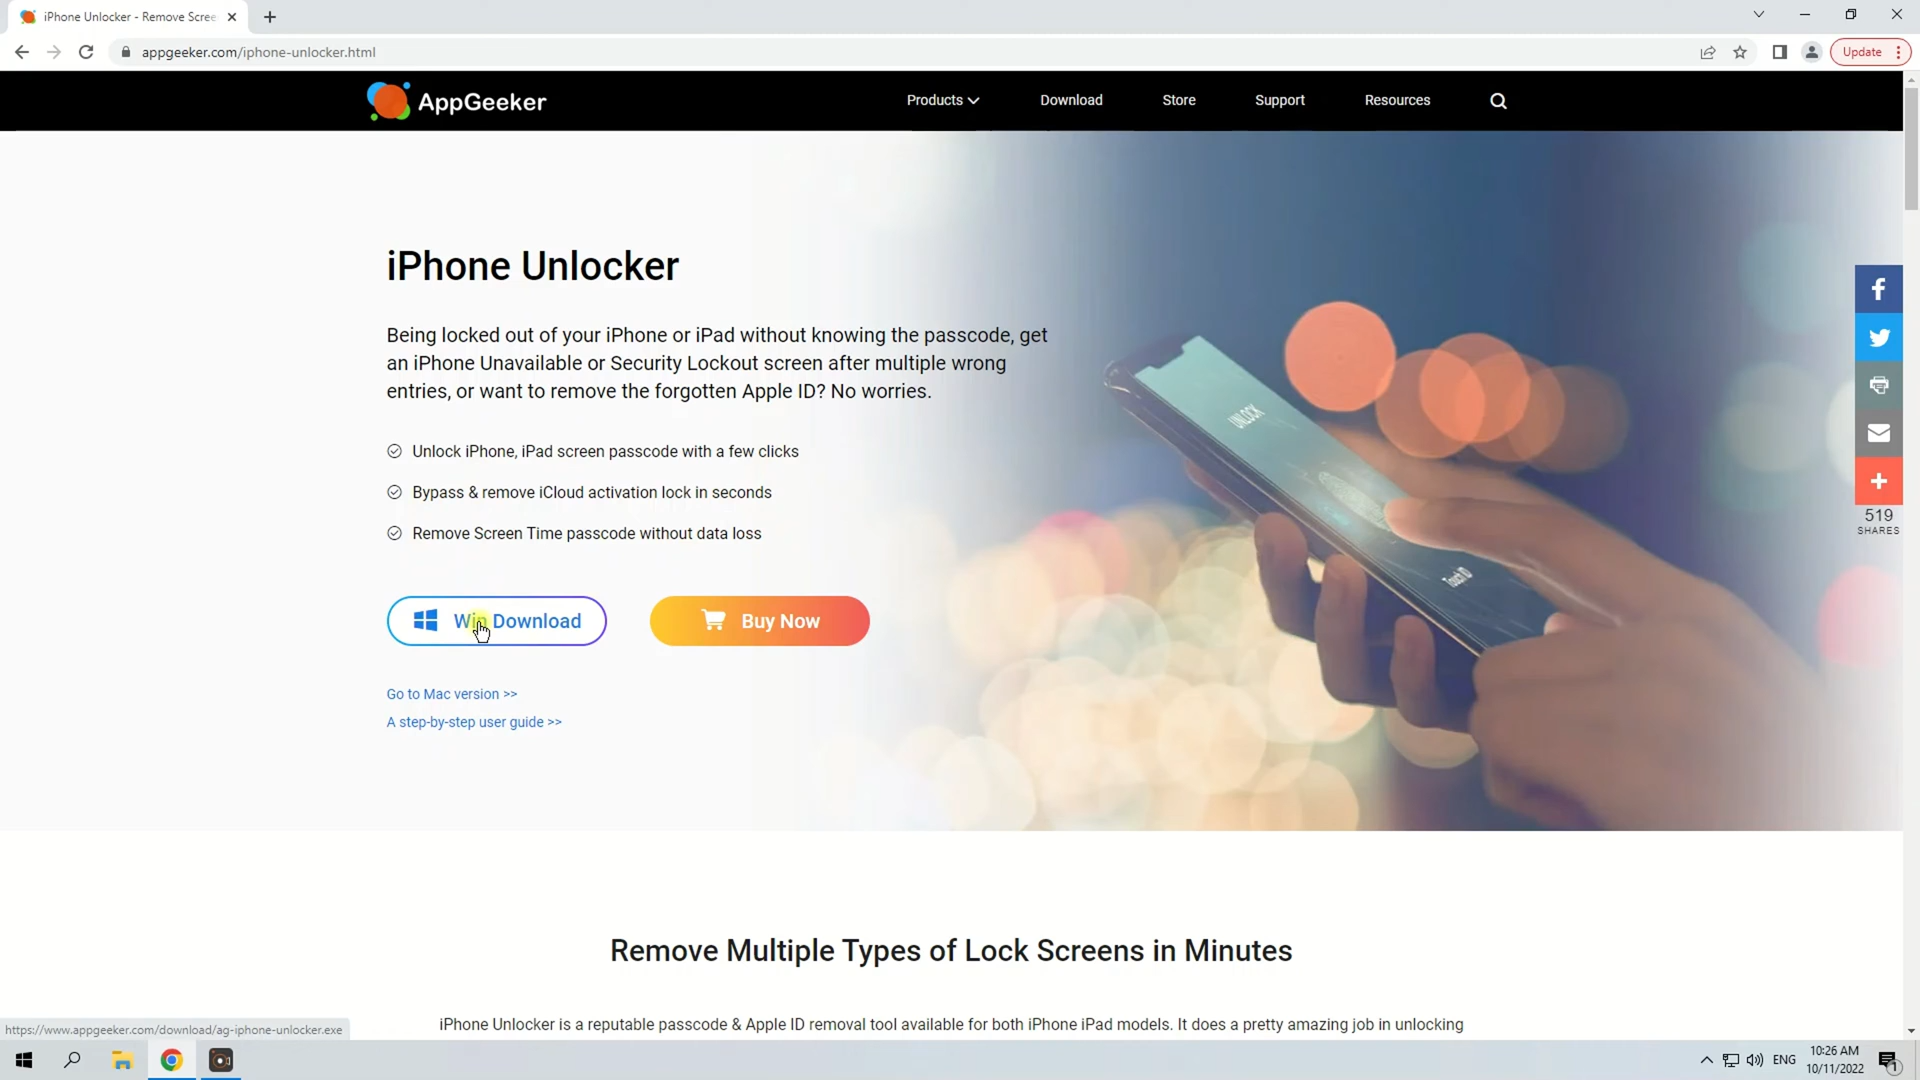 iPhone Unlocker - Remove Scree
appgeeker.com/iphone-unlocker.html
Update
AppGeeker
Products
Download
Store
Support
Resources
iPhone Unlocker
Being locked out of your iPhone or iPad without knowing the passcode, get
an iPhone Unavailable or Security Lockout screen after multiple wrong
entries, or want to remove the forgotten Apple ID? No worries.
Unlock iPhone, iPad screen passcode with a few clicks
Bypass & remove iCloud activation lock in seconds
Remove Screen Time passcode without data loss
UNLOCK
Touch ID
519
SHARES
Win Download
Buy Now
Go to Mac version >>
A step-by-step user guide >>
Remove Multiple Types of Lock Screens in Minutes
iPhone Unlocker is a reputable passcode & Apple ID removal tool available for both iPhone iPad models. It does a pretty amazing job in unlocking
https://www.appgeeker.com/download/ag-iphone-unlocker.exe
ENG
10:26 AM
10/11/2022
1